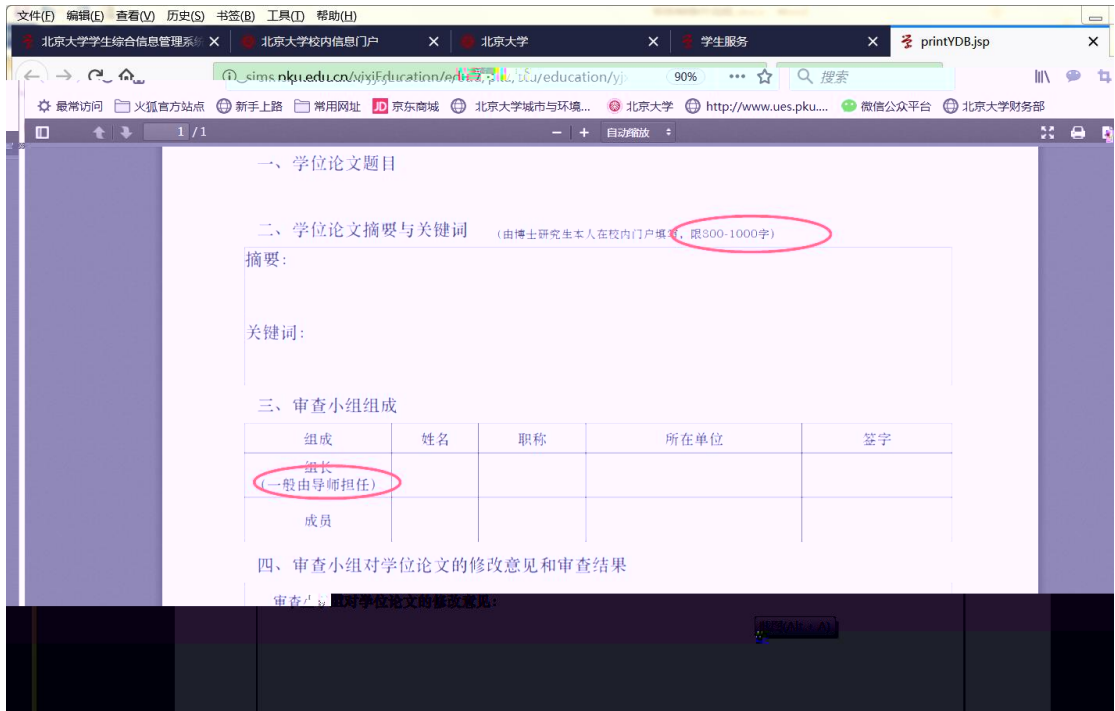 文件(F) 编辑(E) 查看(V) 历史(S) 书签(B) 工具(T) 帮助(H)
北京大学学生综合信息管理系统 北京大学校内信息门户 北京大学 学生服务 printYDB.jsp
90% 搜索
最常访问 火狐官方站点 新手上路 常用网址 JD 京东商城 北京大学城市与环境... 北京大学 http://www.ues.pku.... 微信公众平台 北京大学财务部
1 / 1 自动缩放
一、学位论文题目
二、学位论文摘要与关键词 (由博士研究生本人在校内门户填写，限800-1000字)
摘要:
关键词:
三、审查小组组成
组成 姓名 职称 所在单位 签字
组长
(一般由导师担任)
成员
四、审查小组对学位论文的修改意见和审查结果
审查小组对学位论文的修改意见: